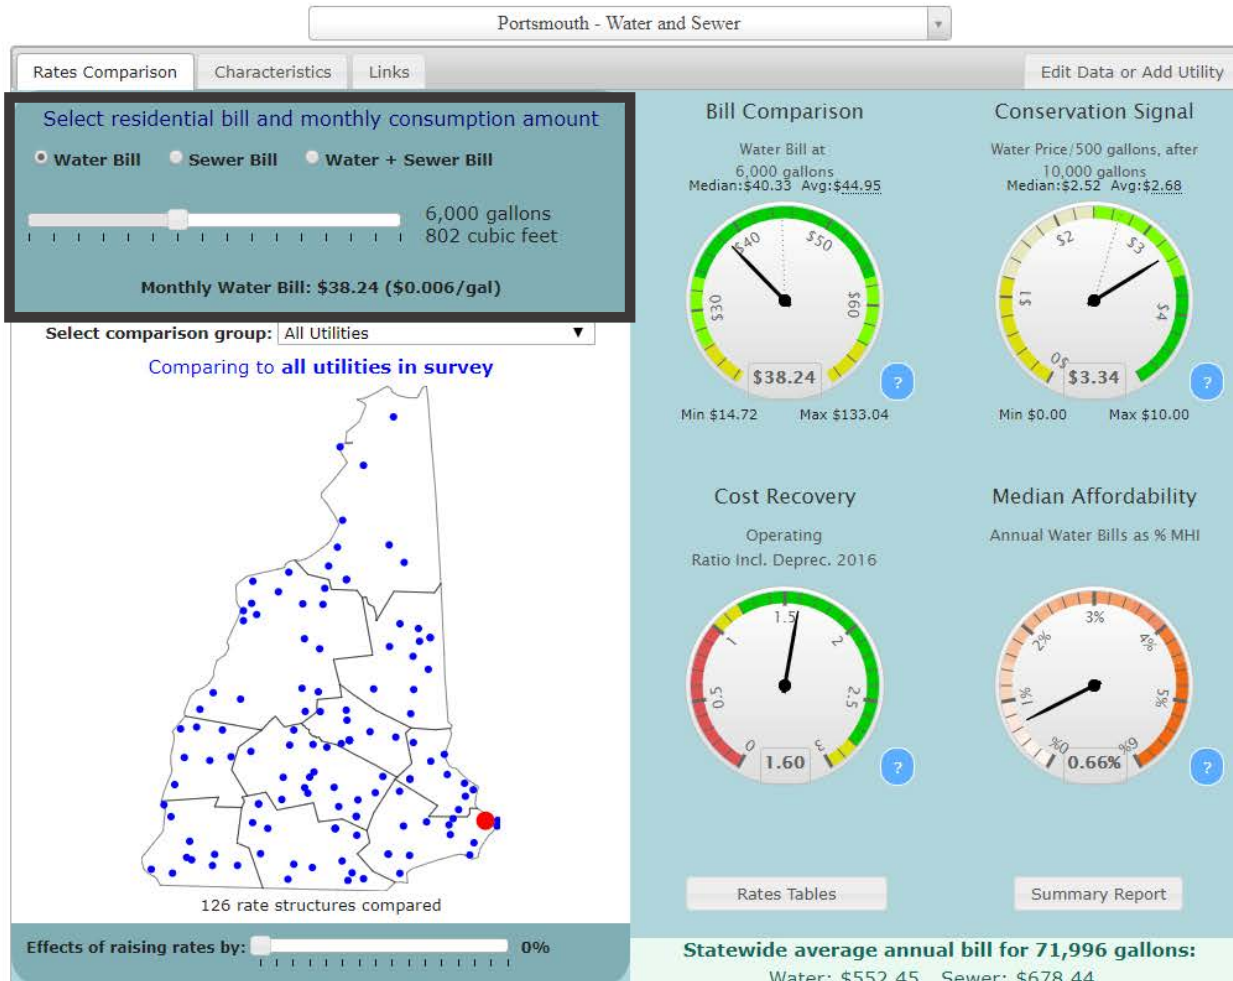 Portsmouth - Water and Sewer
Rates Comparison Characteristics Links Edit Data or Add Utility
Select residential bill and monthly consumption amount
Water Bill Sewer Bill Water + Sewer Bill
6,000 gallons
802 cubic feet
Monthly Water Bill: $38.24 ($0.006/gal)
Select comparison group: All Utilities
Comparing to all utilities in survey
126 rate structures compared
Effects of raising rates by: 0%
Bill Comparison
Water Bill at
6,000 gallons
Median:$40.33 Avg:$44.95
$30 $40 $50 $60
$38.24
?
Min $14.72 Max $133.04
Conservation Signal
Water Price/500 gallons, after
10,000 gallons
Median:$2.52 Avg:$2.68
$0 $1 $2 $3 $4
$3.34
?
Min $0.00 Max $10.00
Cost Recovery
Operating
Ratio Incl. Deprec. 2016
0 0.5 1 1.5 2 2.5 3
1.60
?
Median Affordability
Annual Water Bills as % MHI
0% 1% 2% 3% 4% 5% 6%
0.66%
?
Rates Tables Summary Report
Statewide average annual bill for 71,996 gallons:
Water: $552.45 Sewer: $678.44